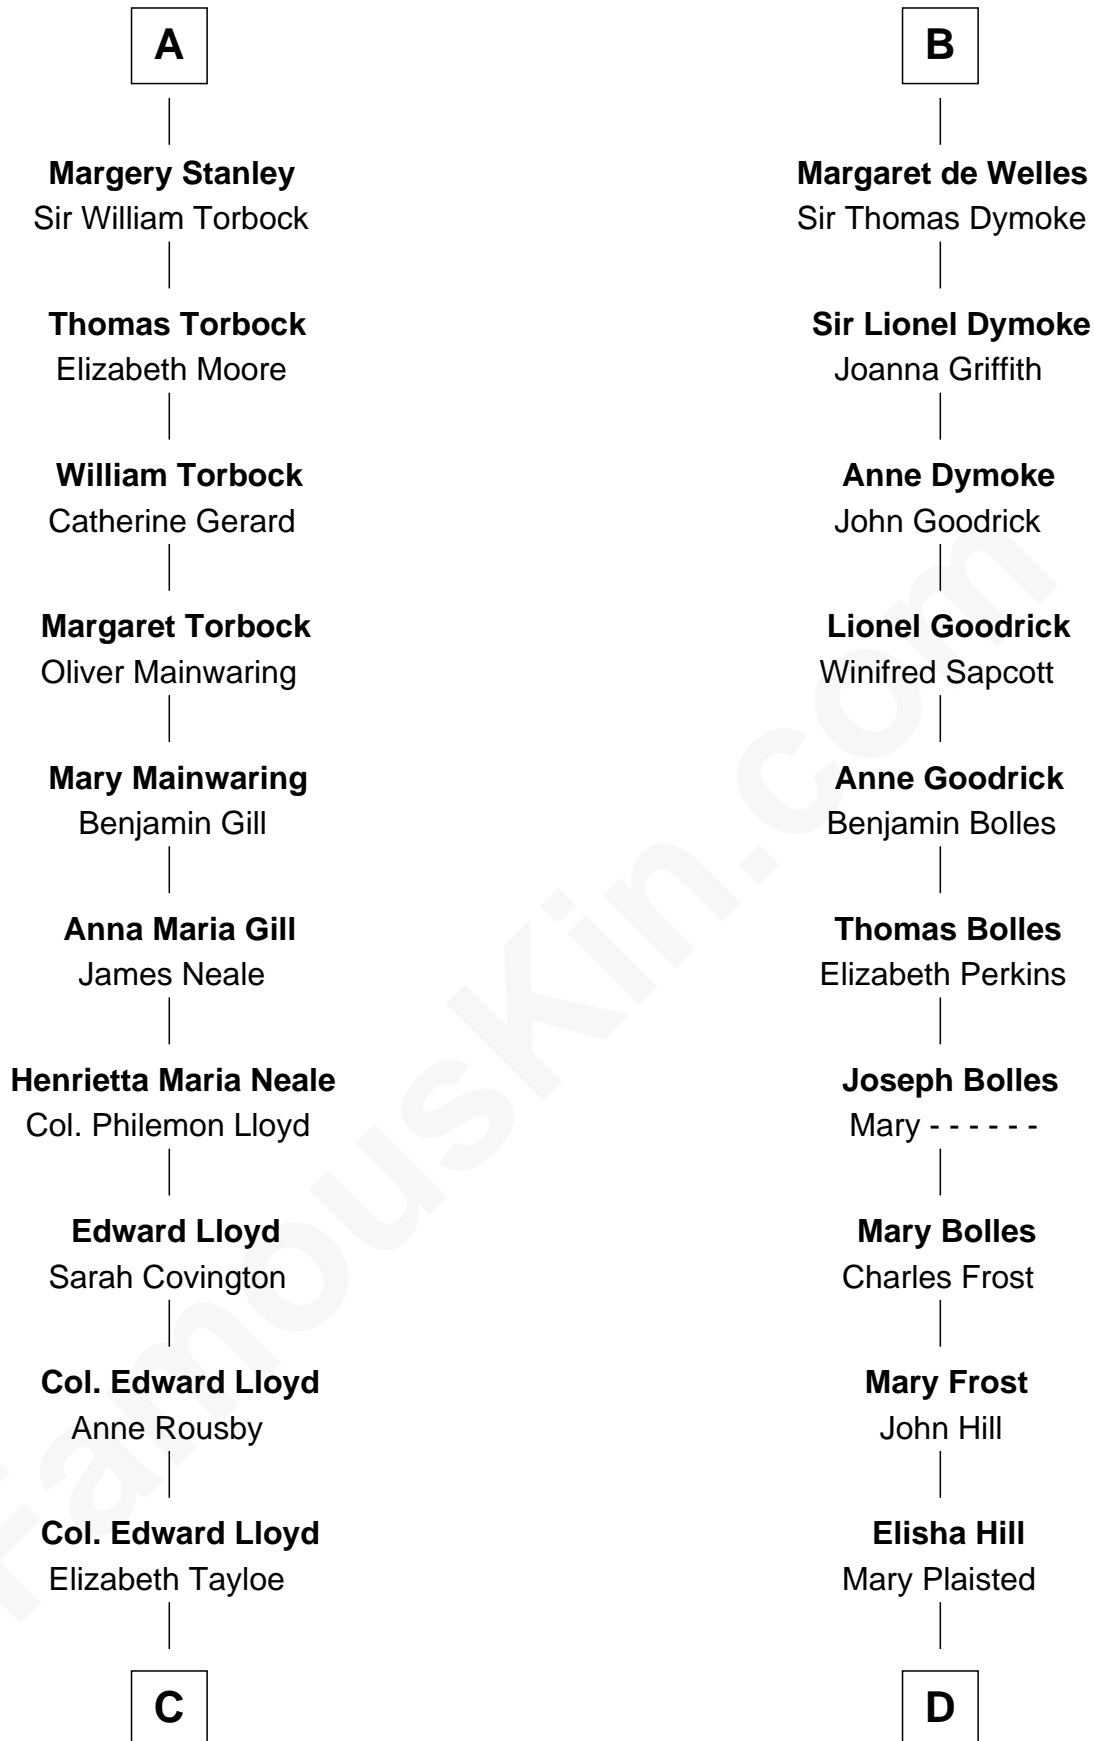 A
Margery Stanley
Sir William Torbock
Thomas Torbock
Elizabeth Moore
William Torbock
Catherine Gerard
Margaret Torbock
Oliver Mainwaring
Mary Mainwaring
Benjamin Gill
Anna Maria Gill
James Neale
Henrietta Maria Neale
Col. Philemon Lloyd
Edward Lloyd
Sarah Covington
Col. Edward Lloyd
Anne Rousby
Col. Edward Lloyd
Elizabeth Tayloe
C
B
Margaret de Welles
Sir Thomas Dymoke
Sir Lionel Dymoke
Joanna Griffith
Anne Dymoke
John Goodrick
Lionel Goodrick
Winifred Sapcott
Anne Goodrick
Benjamin Bolles
Thomas Bolles
Elizabeth Perkins
Joseph Bolles
Mary - - - - - -
Mary Bolles
Charles Frost
Mary Frost
John Hill
Elisha Hill
Mary Plaisted
D
FamousKin.com